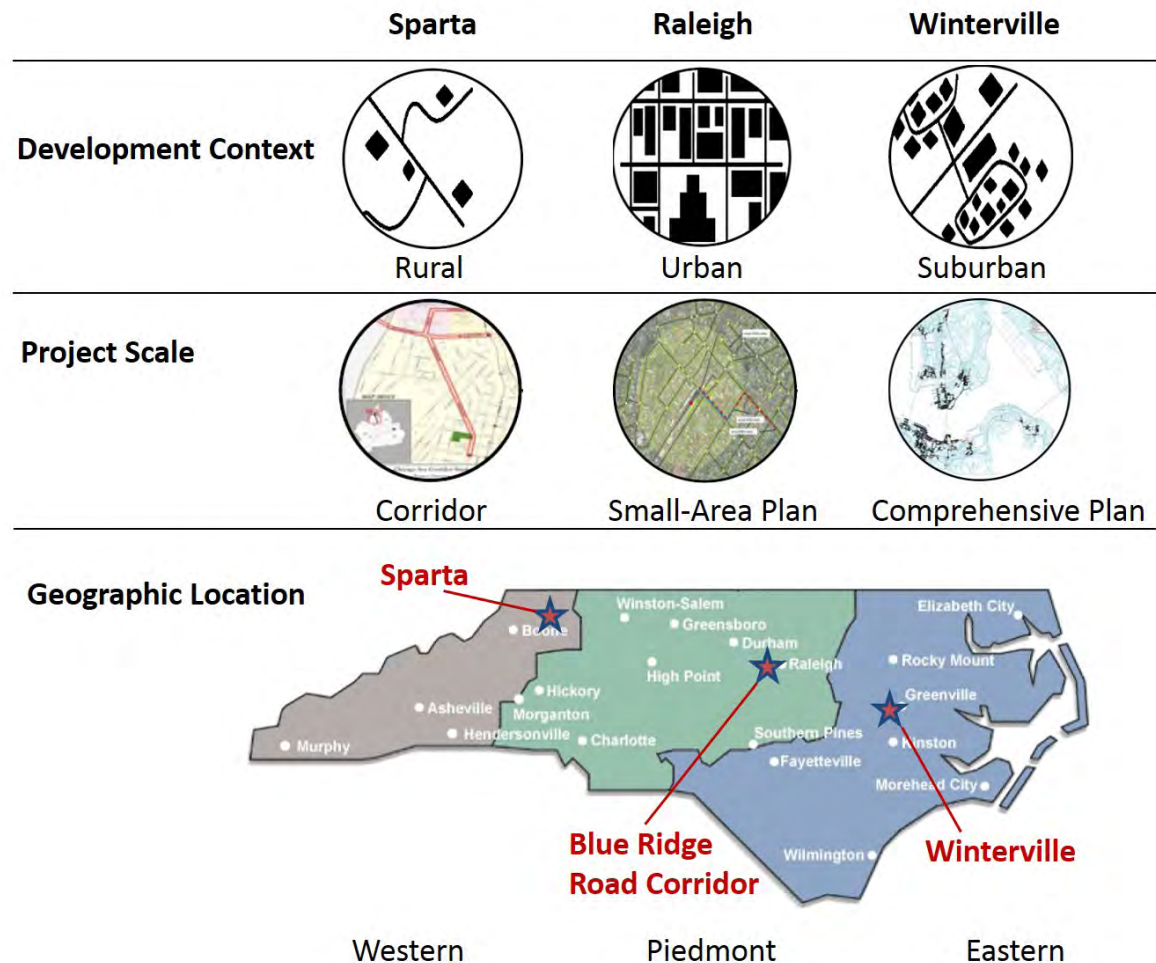 Sparta Raleigh Winterville
Development Context
Rural Urban Suburban
Project Scale
Corridor Small-Area Plan Comprehensive Plan
Geographic Location
Sparta
Winston-Salem
Elizabeth City
Greensboro
Boone
Durham
Raleigh
Rocky Mount
High Point
Hickory
Greenville
Morganton
Asheville
Southern Pines
Hendersonville
Charlotte
Kinston
Murphy
Fayetteville
Morehead City
Blue Ridge
Road Corridor
Wilmington
Winterville
Western Piedmont Eastern